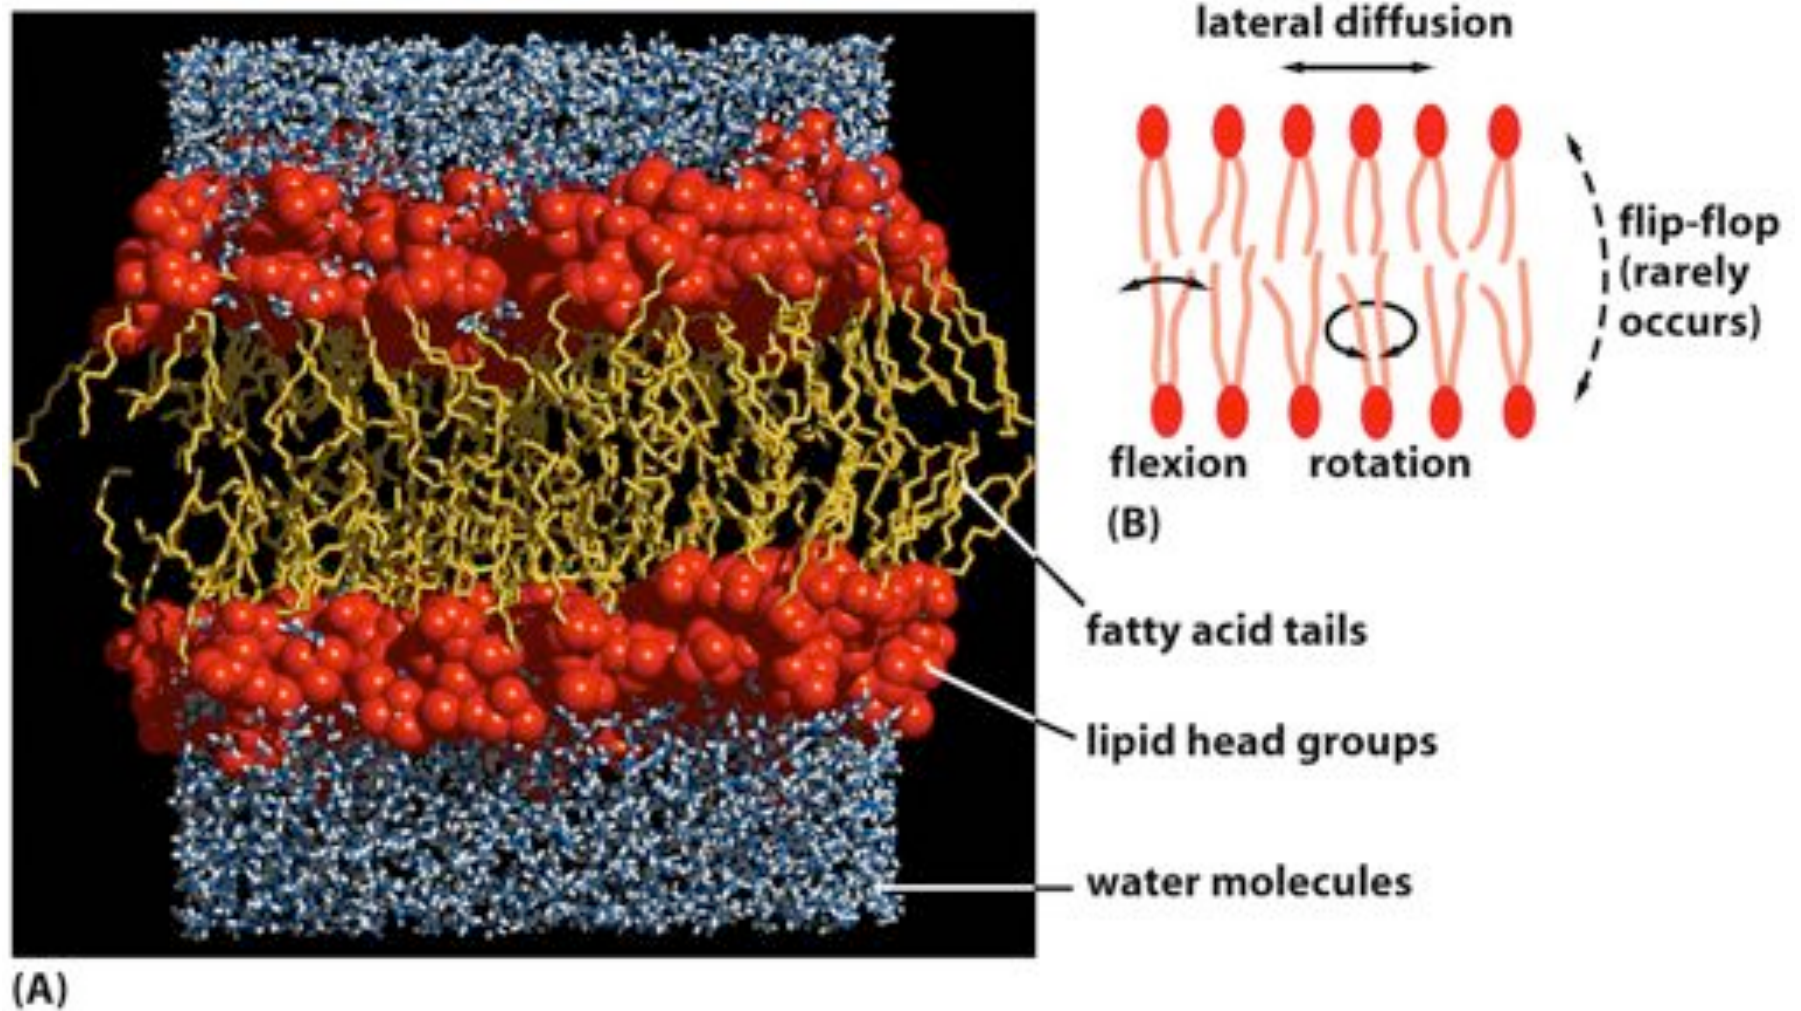 lateral diffusion
flip-flop
(rarely
occurs)
flexion
rotation
(B)
fatty acid tails
lipid head groups
water molecules
(A)